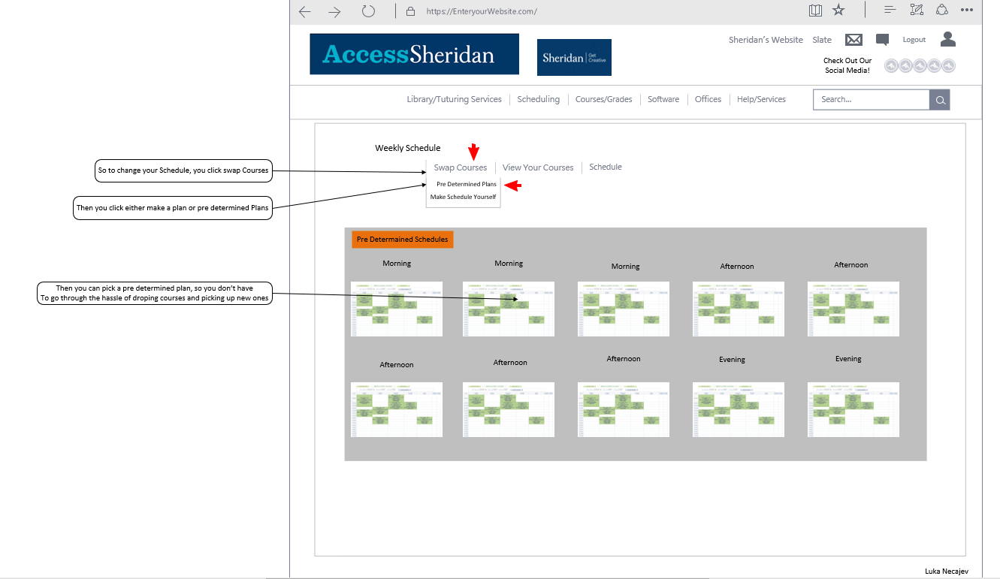 https://EnteryourWebsite.com/
AccessSheridan
Sheridan Get Creative
Sheridan's Website Slate Logout
Check Out Our
Social Media!
Library/Tuturing Services Scheduling Courses/Grades Software Offices Help/Services Search...
Weekly Schedule
So to change your Schedule, you click swap Courses
Swap Courses View Your Courses Schedule
Then you click either make a plan or pre determined Plans
Pre Determined Plans
Make Schedule Yourself
Pre Determained Schedules
Morning Morning Morning Afternoon Afternoon
Then you can pick a pre determined plan, so you don't have
To go through the hassle of droping courses and picking up new ones
Afternoon Afternoon Afternoon Evening Evening
Luka Necajev